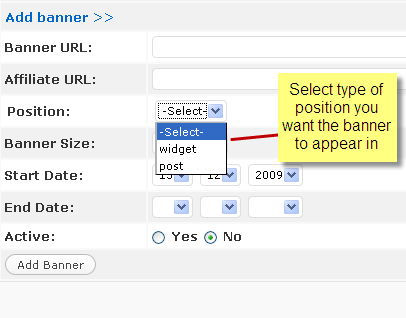 Add banner >>
Banner URL:
Affiliate URL:
Position:
-Select-
-Select-
widget
post
Select type of
position you
want the banner
to appear in
Banner Size:
Start Date:
12
2009
End Date:
Active:
Yes
No
Add Banner